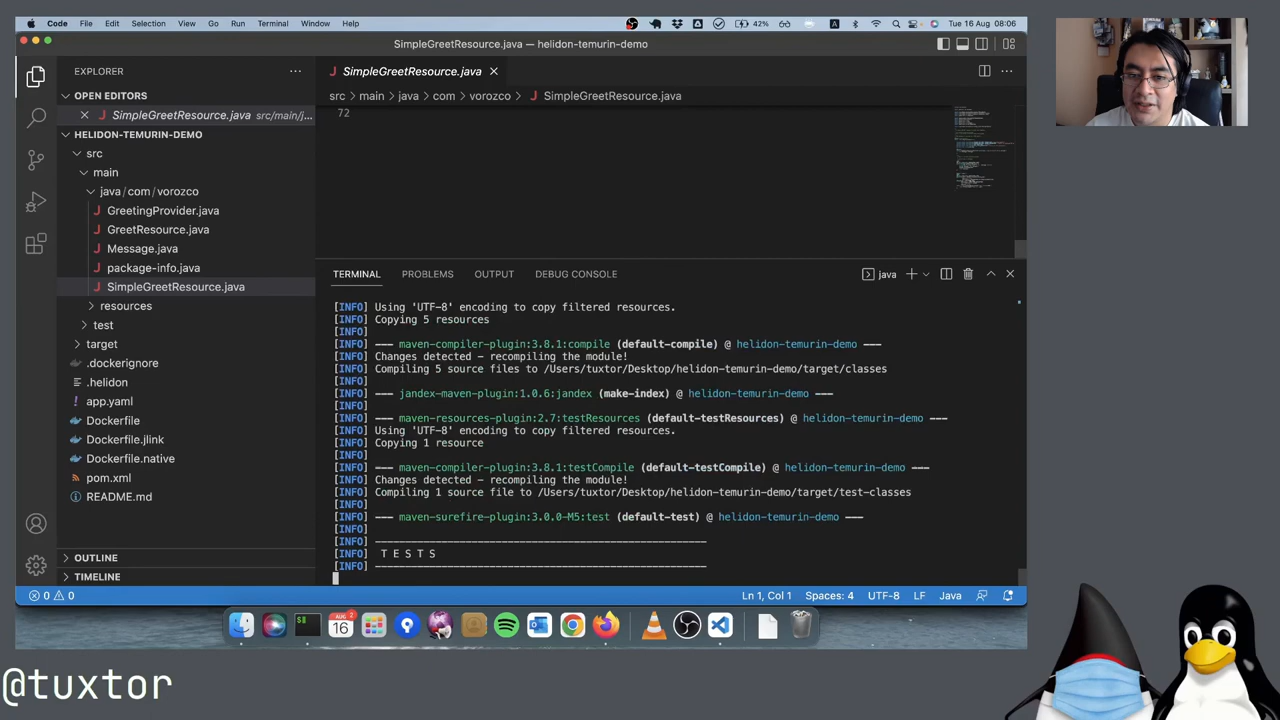 Code File Edit Selection View Go Run Terminal Window Help 42% A Tue 16 Aug 08:06
SimpleGreetResource.java — helidon-temurin-demo
EXPLORER
OPEN EDITORS
SimpleGreetResource.java src/main/j...
HELIDON-TEMURIN-DEMO
src
main
java/com/vorozco
GreetingProvider.java
GreetResource.java
Message.java
package-info.java
SimpleGreetResource.java
resources
test
target
.dockerignore
.helidon
app.yaml
Dockerfile
Dockerfile.jlink
Dockerfile.native
pom.xml
README.md
OUTLINE
TIMELINE
SimpleGreetResource.java
src > main > java > com > vorozco > SimpleGreetResource.java
72
TERMINAL PROBLEMS OUTPUT DEBUG CONSOLE java
[INFO] Using 'UTF-8' encoding to copy filtered resources.
[INFO] Copying 5 resources
[INFO]
[INFO] --- maven-compiler-plugin:3.8.1:compile (default-compile) @ helidon-temurin-demo ---
[INFO] Changes detected - recompiling the module!
[INFO] Compiling 5 source files to /Users/tuxtor/Desktop/helidon-temurin-demo/target/classes
[INFO]
[INFO] --- jandex-maven-plugin:1.0.6:jandex (make-index) @ helidon-temurin-demo ---
[INFO]
[INFO] --- maven-resources-plugin:2.7:testResources (default-testResources) @ helidon-temurin-demo ---
[INFO] Using 'UTF-8' encoding to copy filtered resources.
[INFO] Copying 1 resource
[INFO]
[INFO] --- maven-compiler-plugin:3.8.1:testCompile (default-testCompile) @ helidon-temurin-demo ---
[INFO] Changes detected - recompiling the module!
[INFO] Compiling 1 source file to /Users/tuxtor/Desktop/helidon-temurin-demo/target/test-classes
[INFO]
[INFO] --- maven-surefire-plugin:3.0.0-M5:test (default-test) @ helidon-temurin-demo ---
[INFO]
[INFO] -------------------------------------------------------
[INFO]  T E S T S
[INFO] -------------------------------------------------------
0 0 Ln 1, Col 1 Spaces: 4 UTF-8 LF Java
AUG 2
16
@tuxtor